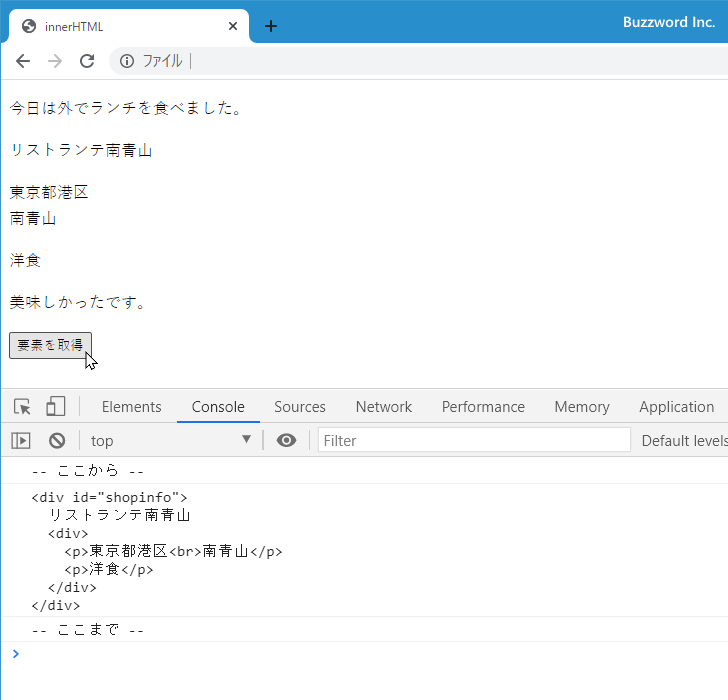 innerHTML
Buzzword Inc.
ファイル
今日は外でランチを食べました。
リストランテ南青山
東京都港区
南青山
洋食
美味しかったです。
要素を取得
Elements Console Sources Network Performance Memory Application
top Filter Default levels
-- ここから --
<div id="shopinfo">
リストランテ南青山
<div>
<p>東京都港区<br>南青山</p>
<p>洋食</p>
</div>
</div>
-- ここまで --